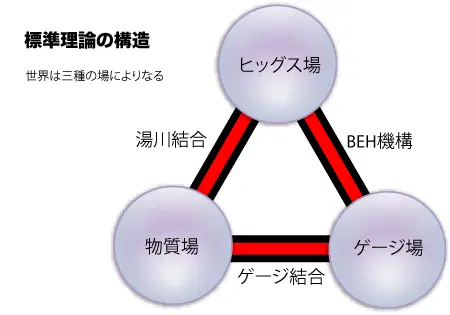 標準理論の構造
世界は三種の場によりなる
ヒッグス場
湯川結合
BEH機構
物質場
ゲージ場
ゲージ結合